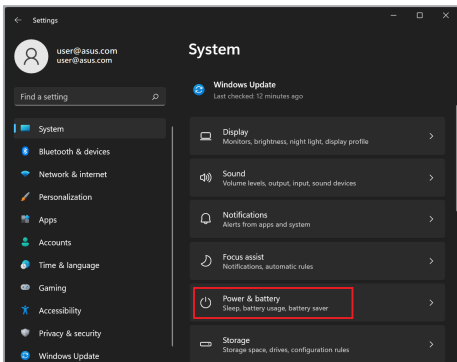 Settings
user@asus.com
user@asus.com
Find a setting
System
Bluetooth & devices
Network & internet
Personalization
Apps
Accounts
Time & language
Gaming
Accessibility
Privacy & security
Windows Update
System
Windows Update
Last checked: 12 minutes ago
Display
Monitors, brightness, night light, display profile
Sound
Volume levels, output, input, sound devices
Notifications
Alerts from apps and system
Focus assist
Notifications, automatic rules
Power & battery
Sleep, battery usage, battery saver
Storage
Storage space, drives, configuration rules